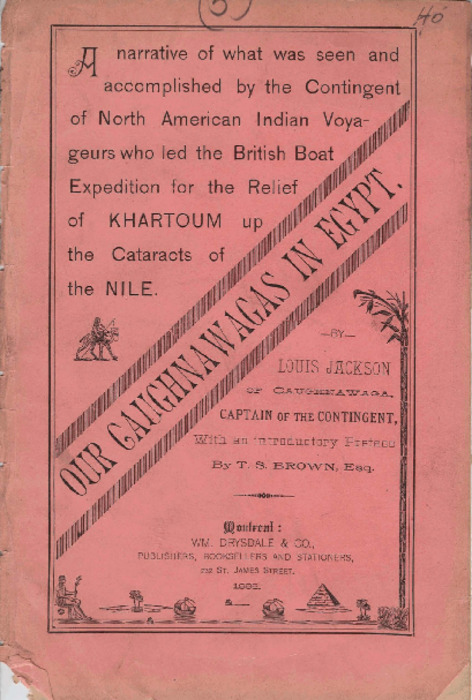 (5)
A narrative of what was seen and
accomplished by the Contingent
of North American Indian Voya-
geurs who led the British Boat
Expedition for the Relief
of KHARTOUM up
the Cataracts of
the NILE.
OUR CAUGHNAWAGAS IN EGYPT.
—BY—
LOUIS JACKSON
OF CAUGHNAWAGA,
CAPTAIN OF THE CONTINGENT,
With an Introductory Preface
By T. S. BROWN, Esq.
Montreal:
WM. DRYSDALE & CO.,
PUBLISHERS, BOOKSELLERS AND STATIONERS,
232 ST. JAMES STREET.